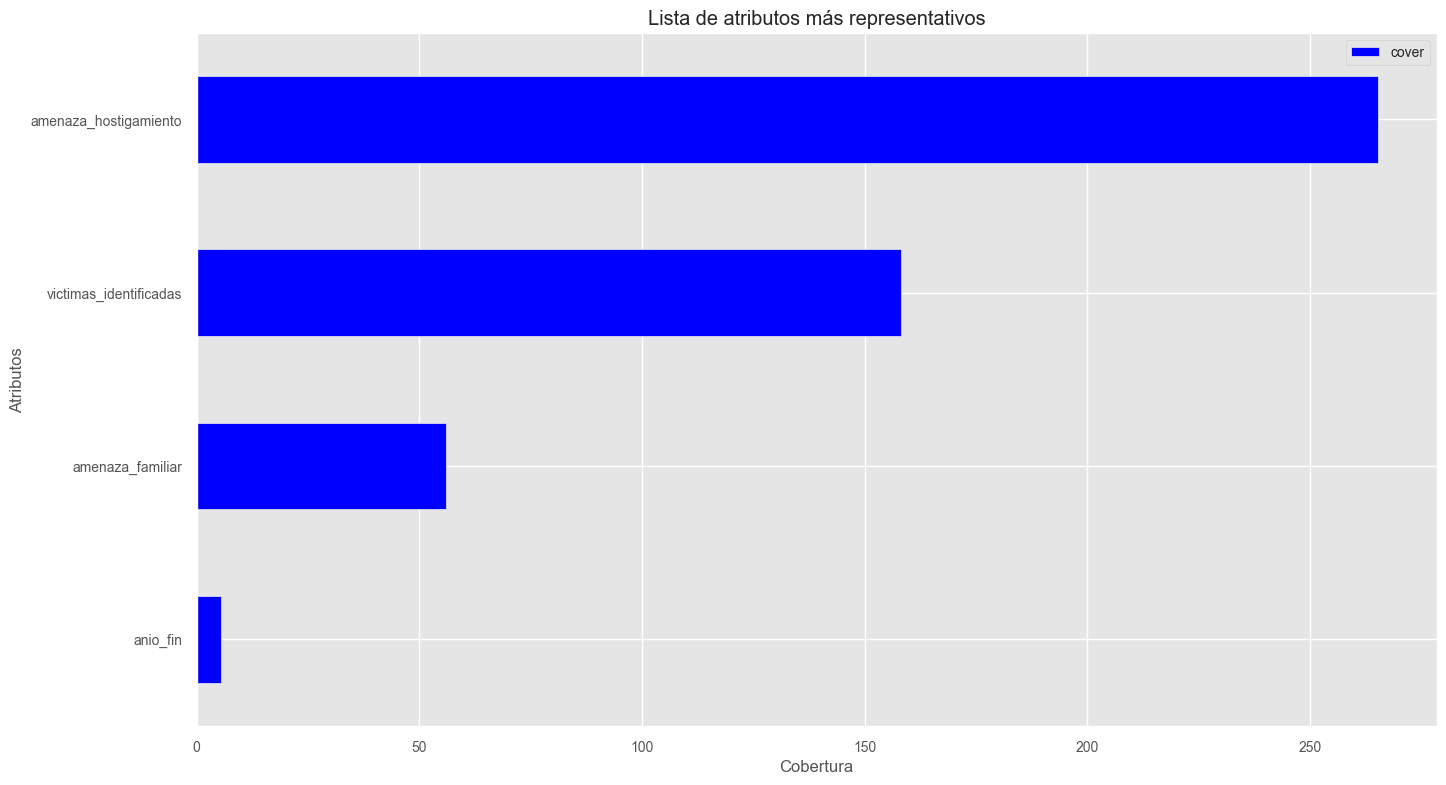 Lista de atributos más representativos
cover
amenaza_hostigamiento
victimas_identificadas
amenaza_familiar
anio_fin
Atributos
0 50 100 150 200 250
Cobertura